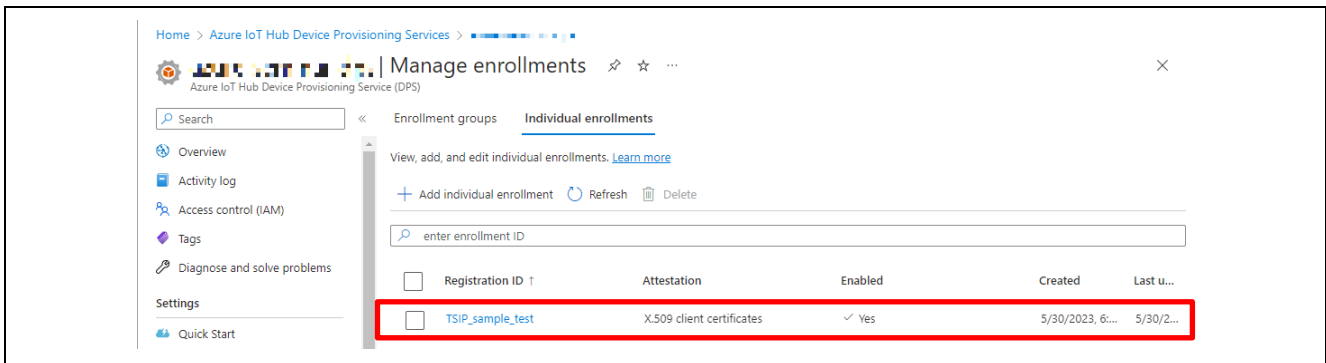 Home > Azure IoT Hub Device Provisioning Services >
| Manage enrollments ...
Azure IoT Hub Device Provisioning Service (DPS)
Search
«
Overview
Activity log
Access control (IAM)
Tags
Diagnose and solve problems
Settings
Quick Start
Enrollment groups Individual enrollments
View, add, and edit individual enrollments. Learn more
+ Add individual enrollment Refresh Delete
enter enrollment ID
Registration ID ↑ Attestation Enabled Created Last u...
TSIP_sample_test X.509 client certificates ✓ Yes 5/30/2023, 6:... 5/30/2...